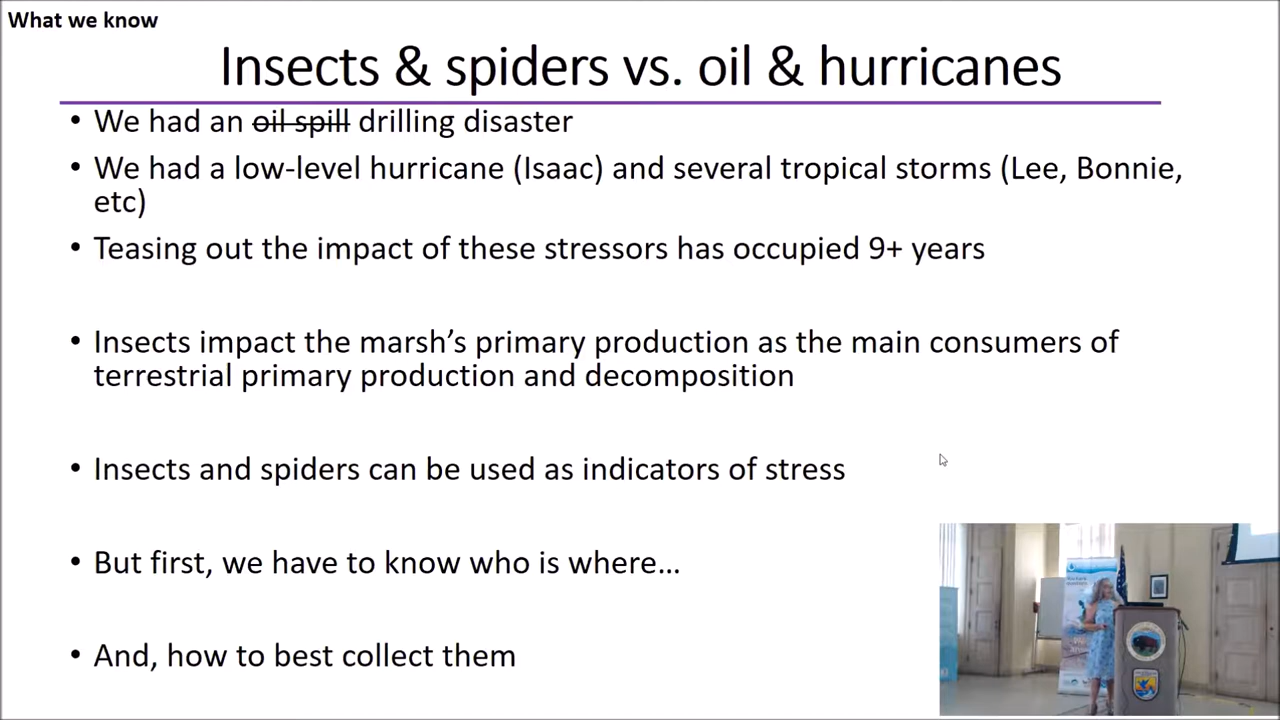 What we know
Insects & spiders vs. oil & hurricanes
• We had an oil spill drilling disaster
• We had a low-level hurricane (Isaac) and several tropical storms (Lee, Bonnie,
etc)
• Teasing out the impact of these stressors has occupied 9+ years
• Insects impact the marsh's primary production as the main consumers of
terrestrial primary production and decomposition
• Insects and spiders can be used as indicators of stress
• But first, we have to know who is where…
• And, how to best collect them